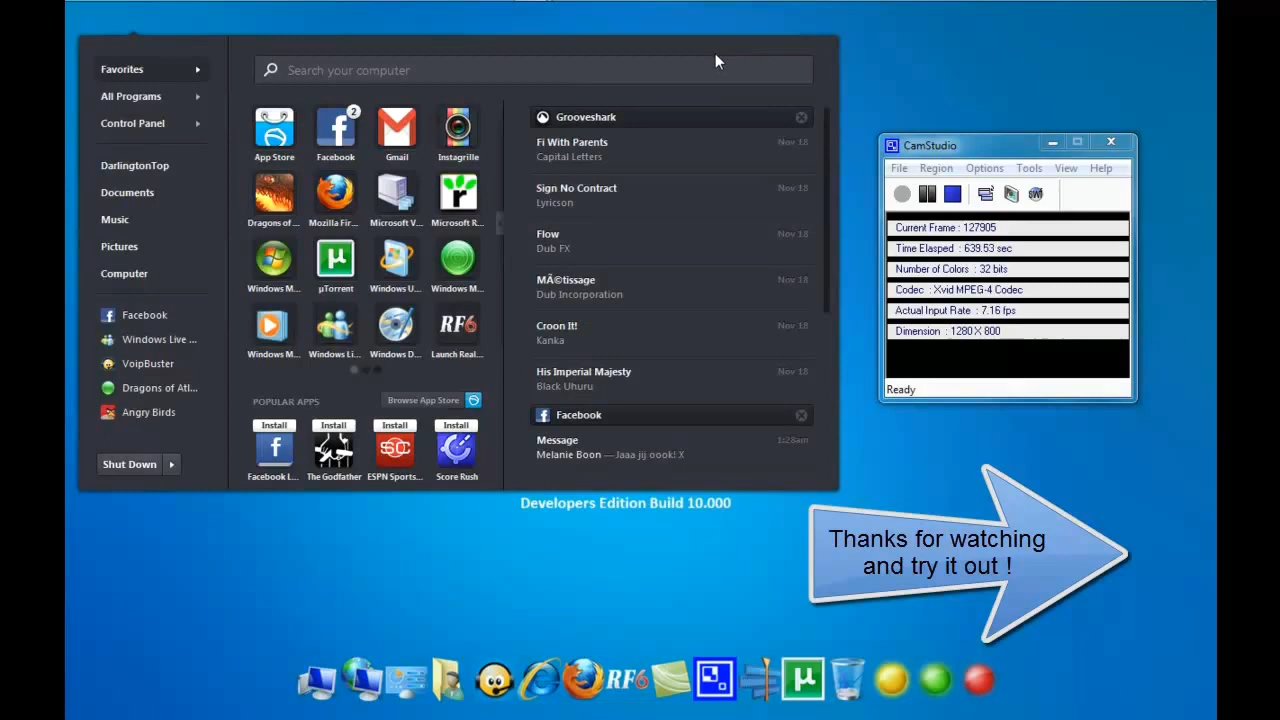 Favorites
All Programs
Control Panel
DarlingtonTop
Documents
Music
Pictures
Computer
Facebook
Windows Live ...
VoipBuster
Dragons of Atl...
Angry Birds
Shut Down
Search your computer
2
App Store
Facebook
Gmail
Instagrille
Dragons of ...
Mozilla Fir...
Microsoft V...
Microsoft R...
Windows M...
µTorrent
Windows U...
Windows M...
RF6
Windows M...
Windows Li...
Windows D...
Launch Real...
POPULAR APPS
Browse App Store
Install
Install
Install
Install
Facebook L...
The Godfather
ESPN Sports...
Score Rush
Grooveshark
Fi With Parents
Nov 18
Capital Letters
Sign No Contract
Nov 18
Lyricson
Flow
Nov 18
Dub FX
MÃ©tissage
Nov 18
Dub Incorporation
Croon It!
Nov 18
Kanka
His Imperial Majesty
Nov 18
Black Uhuru
Facebook
Message
1:28am
Melanie Boon — Jaaa jij oook! X
CamStudio
File Region Options Tools View Help
Current Frame : 127905
Time Elasped : 639.53 sec
Number of Colors : 32 bits
Codec : Xvid MPEG-4 Codec
Actual Input Rate : 7.16 fps
Dimension : 1280 X 800
Ready
Developers Edition Build 10.000
Thanks for watching
and try it out !
RF6